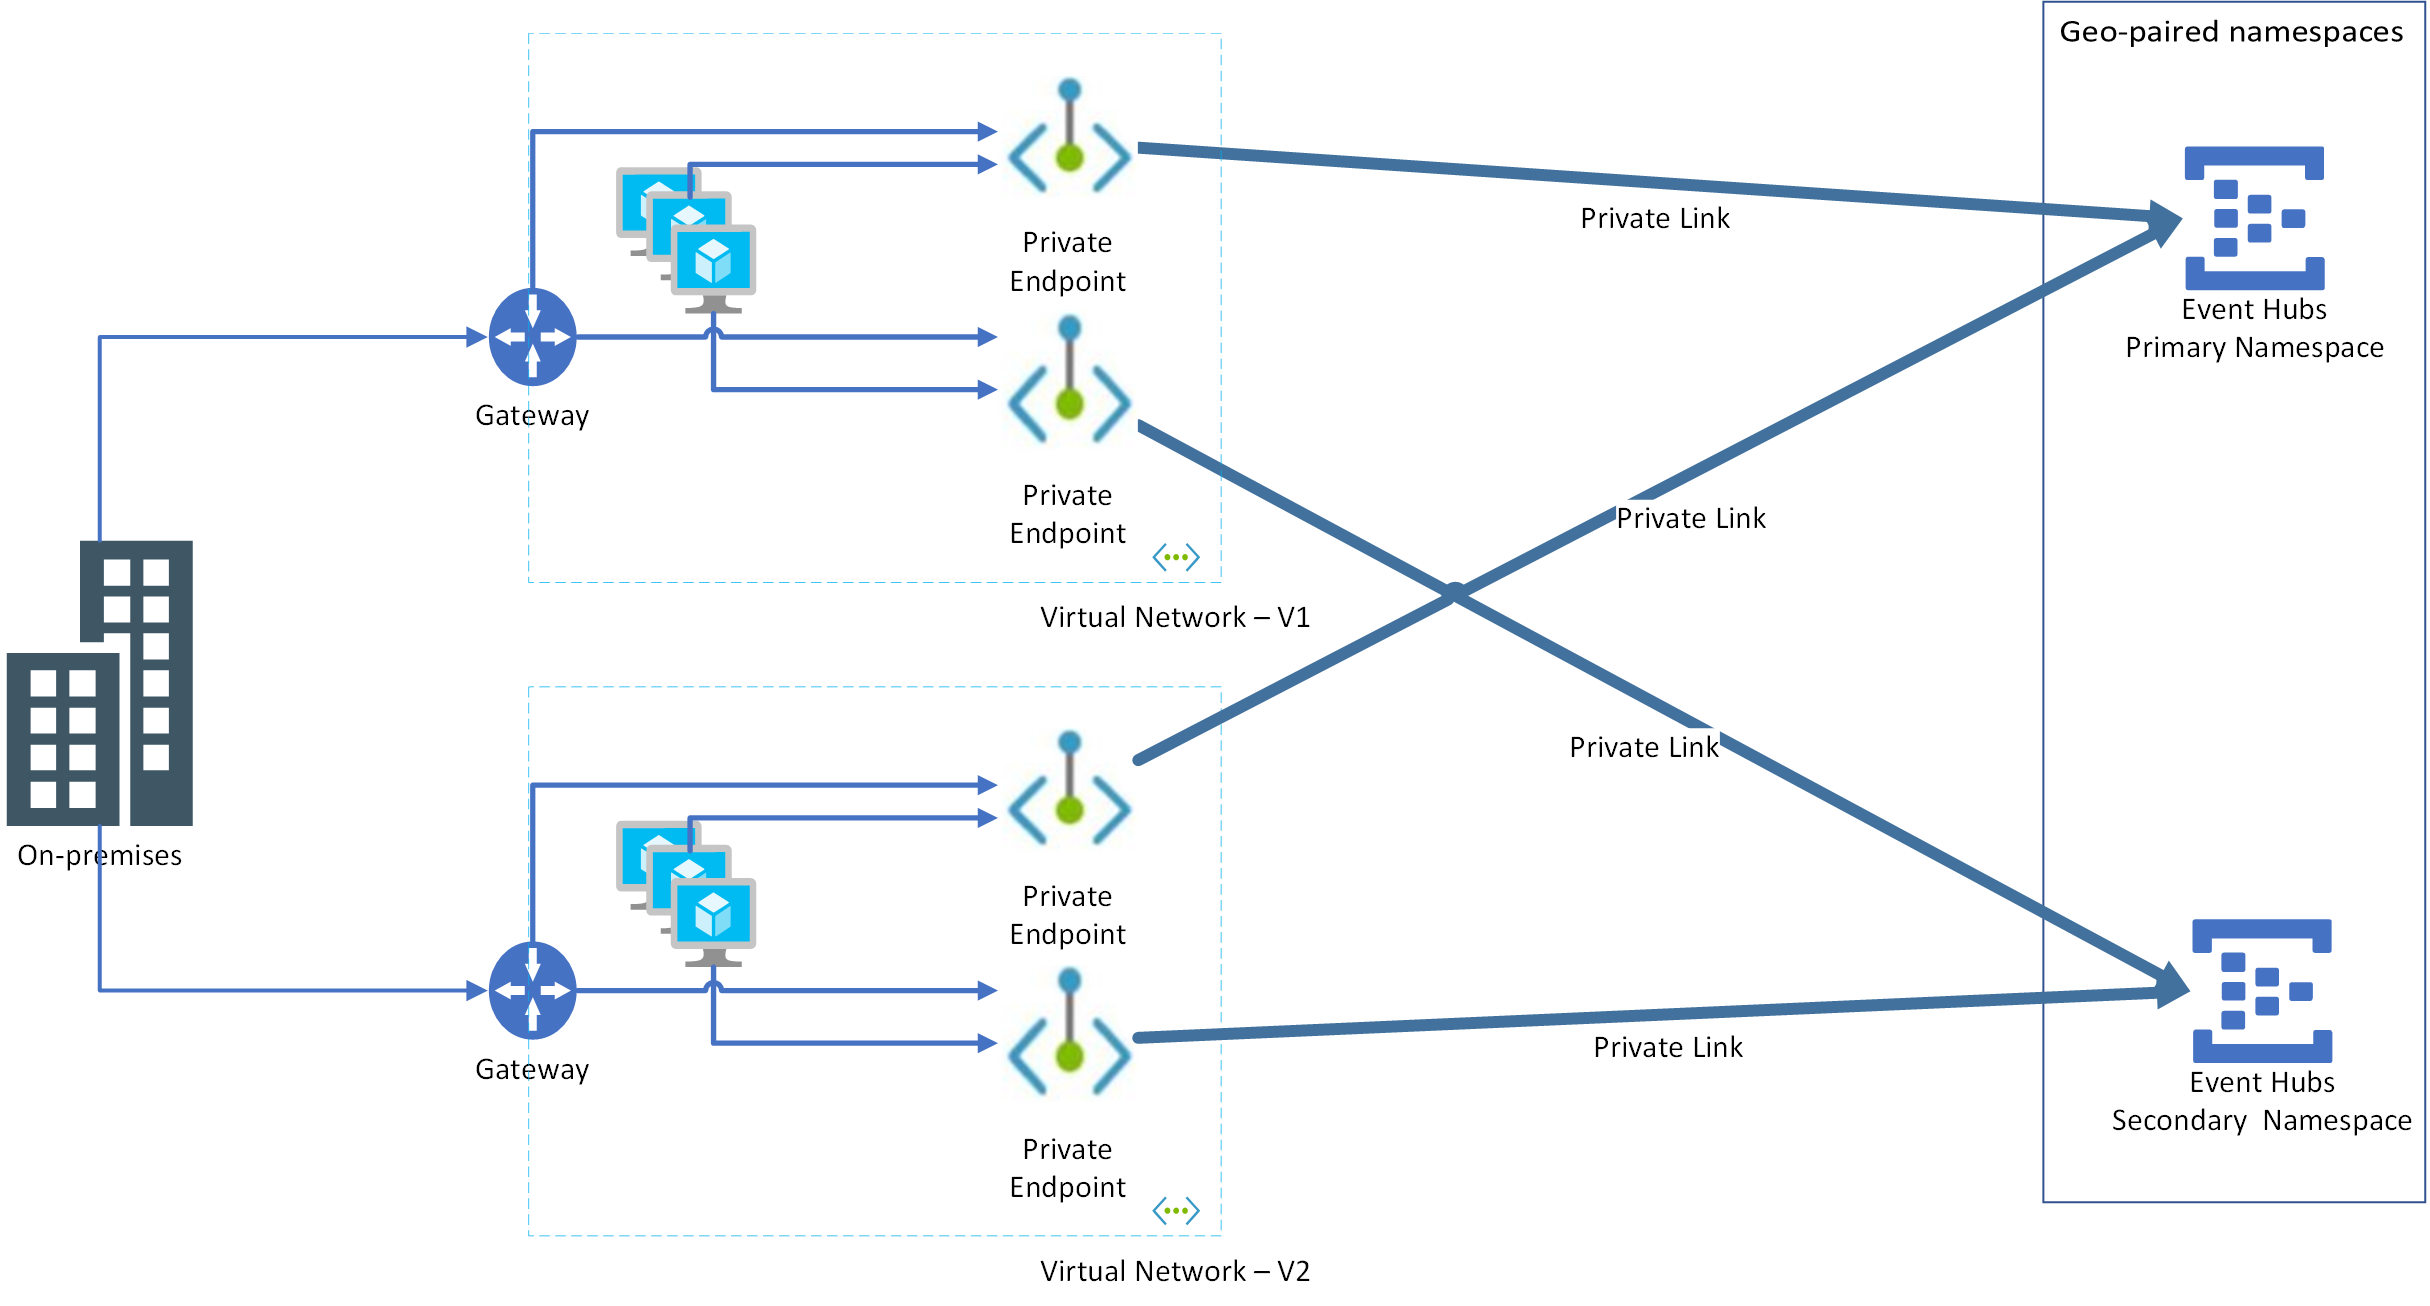 Geo-paired namespaces
Private
Endpoint
Private Link
Event Hubs
Primary Namespace
Gateway
Private
Endpoint
Private Link
Virtual Network – V1
Private Link
On-premises
Private
Endpoint
Private Link
Gateway
Event Hubs
Secondary  Namespace
Private
Endpoint
Virtual Network – V2